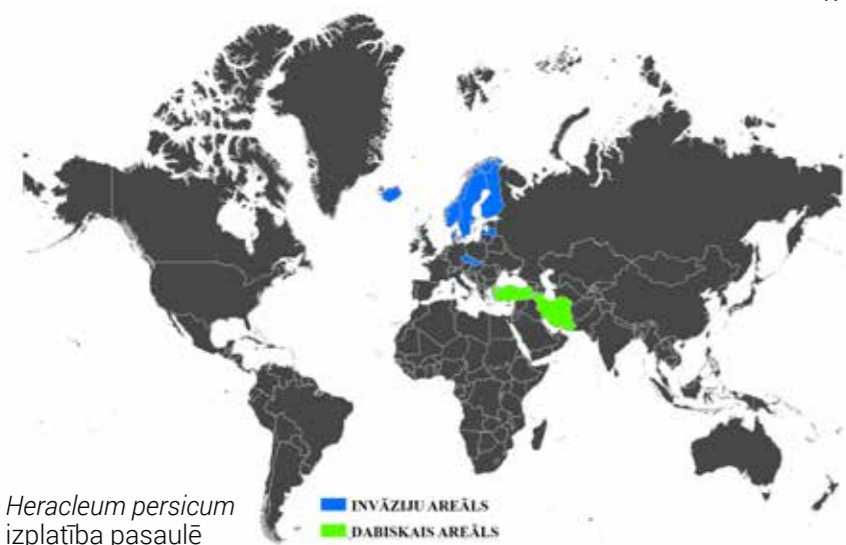 Heracleum persicum
izplatība pasaulē
INVĀZIJU AREĀLS
DABISKAIS AREĀLS